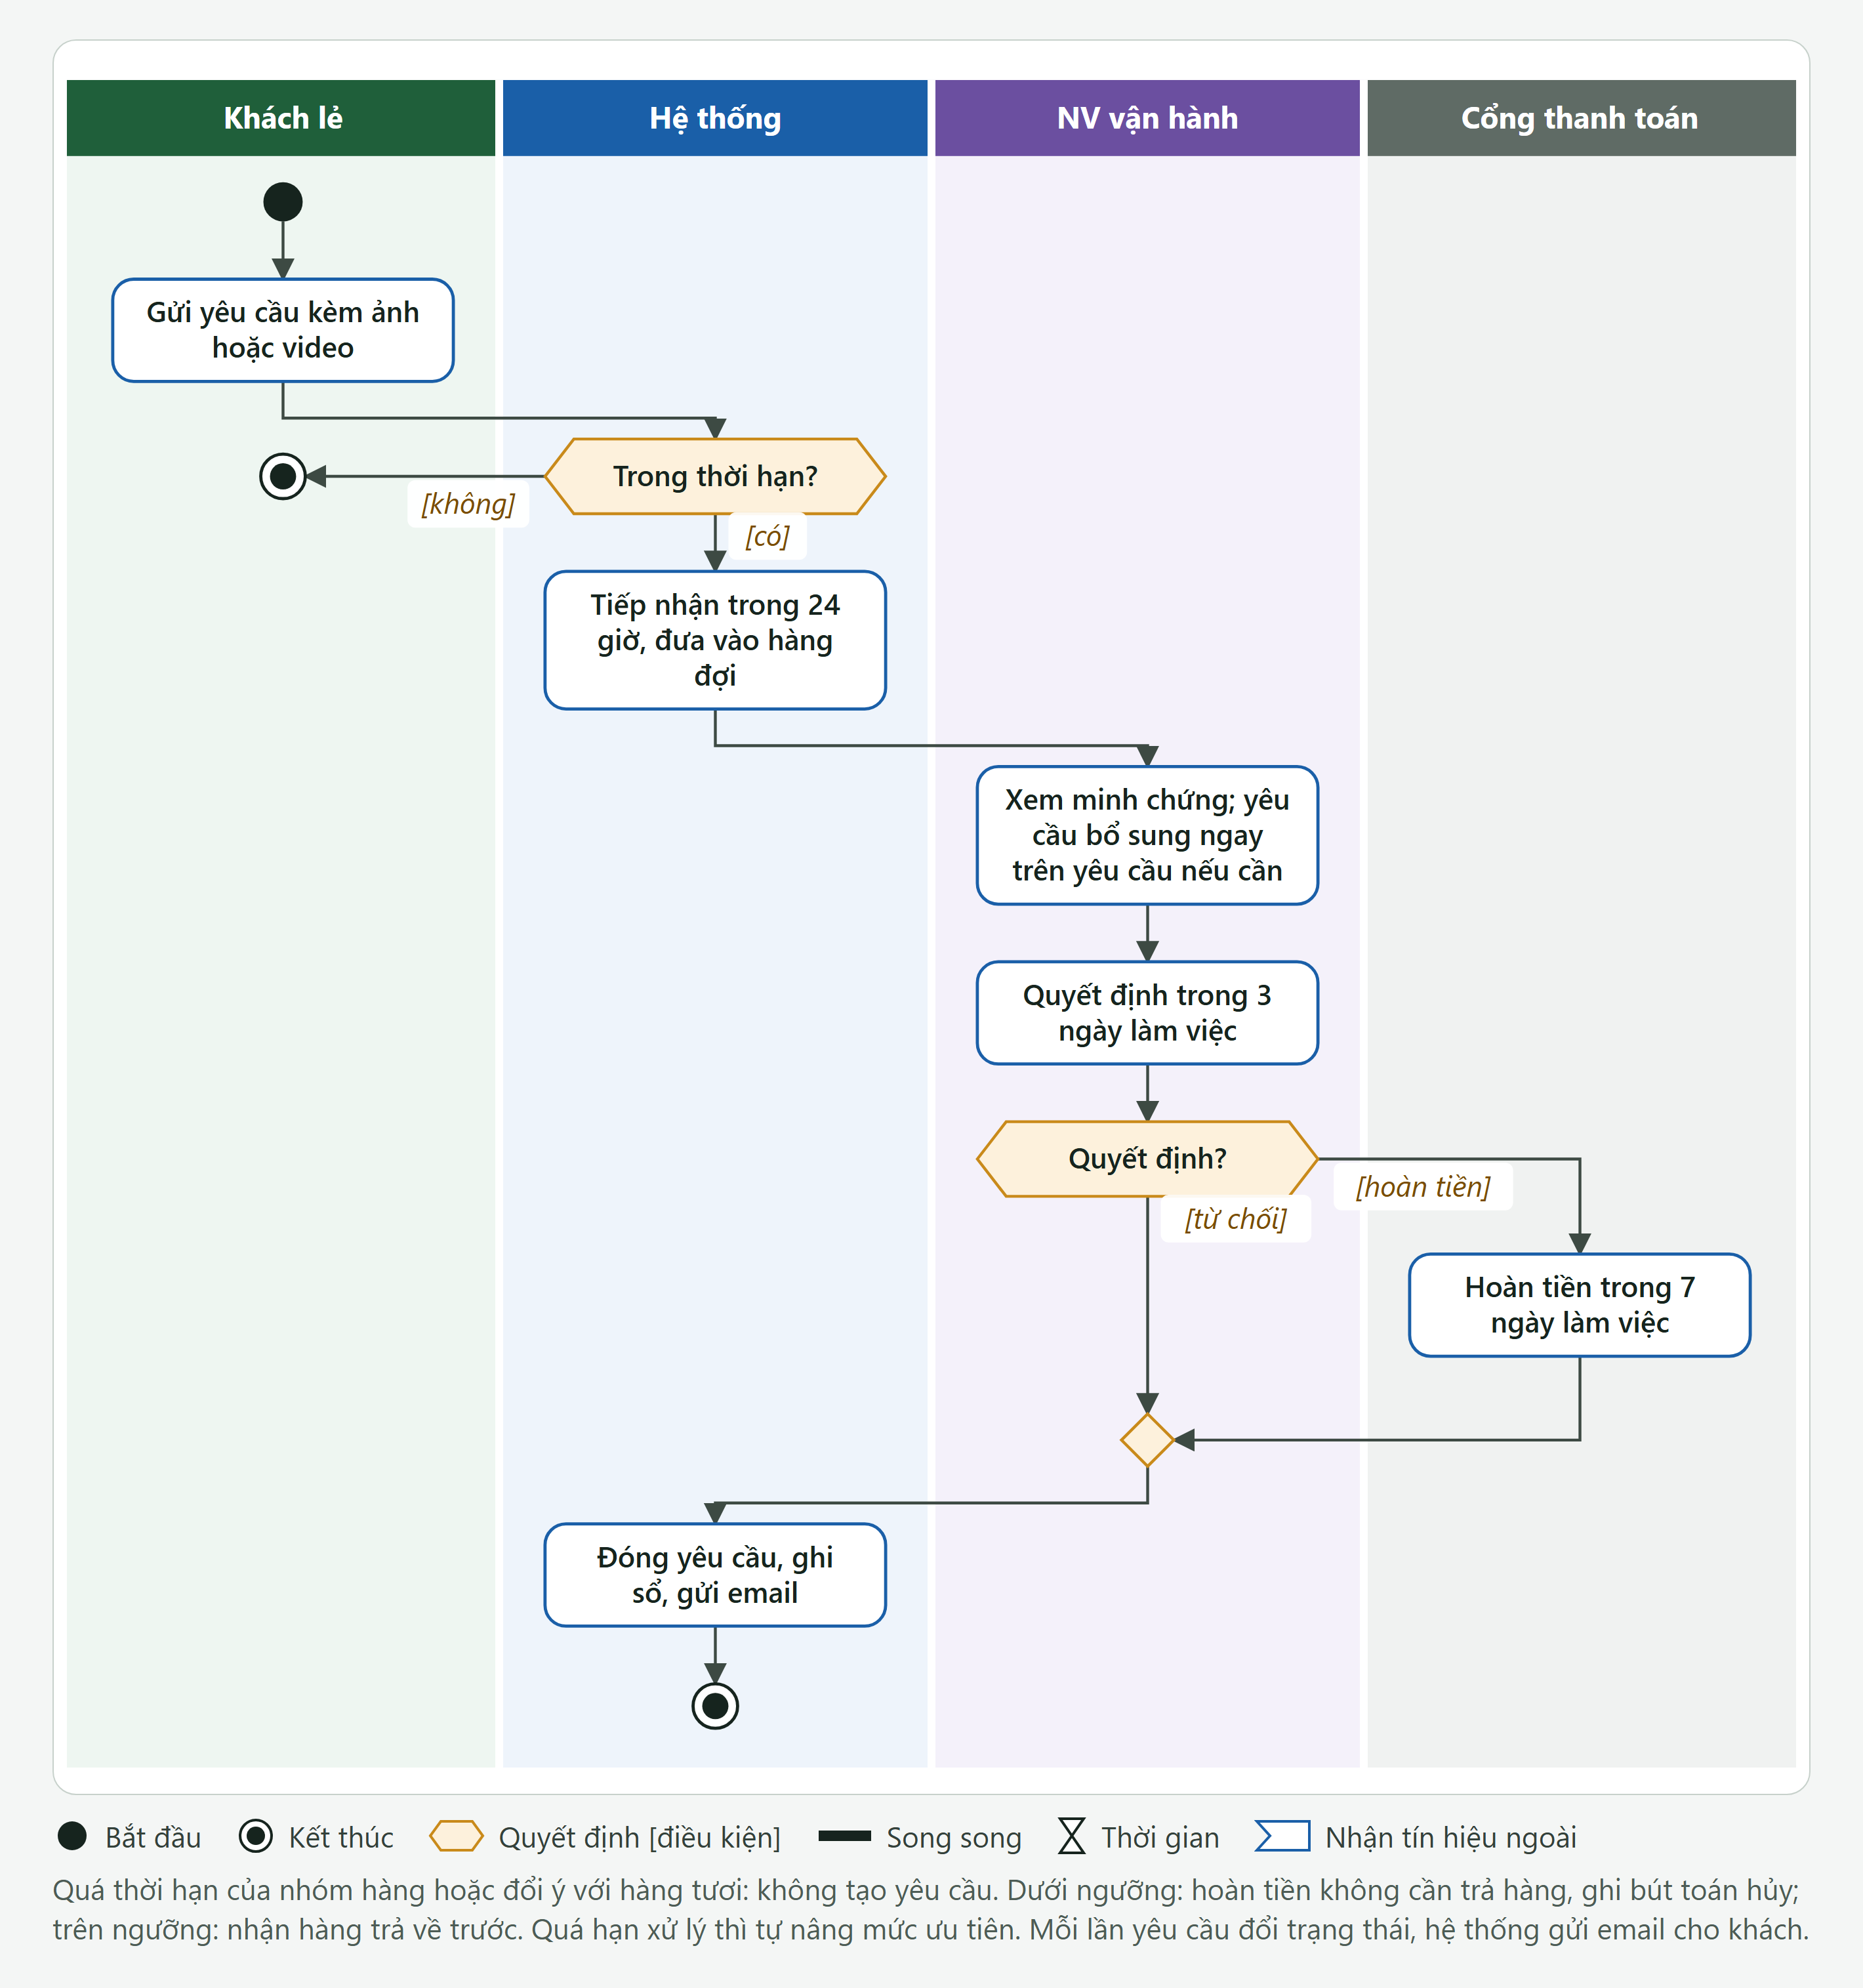 Khách lẻ
Hệ thống
NV vận hành
Cổng thanh toán
Gửi yêu cầu kèm ảnh
hoặc video
Trong thời hạn?
[không]
[có]
Tiếp nhận trong 24
giờ, đưa vào hàng
đợi
Xem minh chứng; yêu
cầu bổ sung ngay
trên yêu cầu nếu cần
Quyết định trong 3
ngày làm việc
Quyết định?
[hoàn tiền]
[từ chối]
Hoàn tiền trong 7
ngày làm việc
Đóng yêu cầu, ghi
sổ, gửi email
Bắt đầu
Kết thúc
Quyết định [điều kiện]
Song song
Thời gian
Nhận tín hiệu ngoài
Quá thời hạn của nhóm hàng hoặc đổi ý với hàng tươi: không tạo yêu cầu. Dưới ngưỡng: hoàn tiền không cần trả hàng, ghi bút toán hủy;
trên ngưỡng: nhận hàng trả về trước. Quá hạn xử lý thì tự nâng mức ưu tiên. Mỗi lần yêu cầu đổi trạng thái, hệ thống gửi email cho khách.